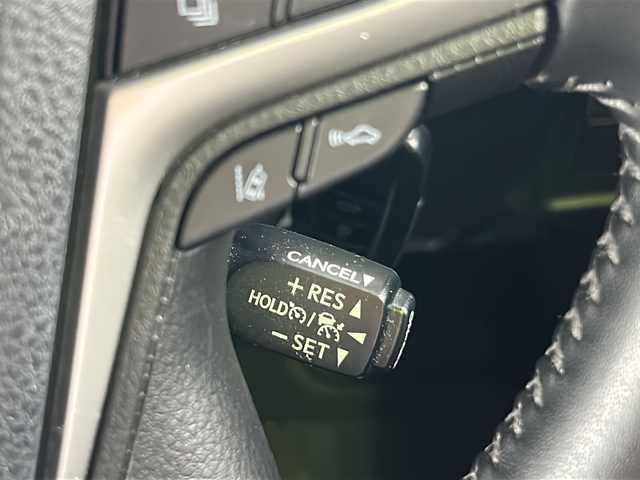 CANCEL▼
+ RES ▲
HOLD / ◀
− SET ▼